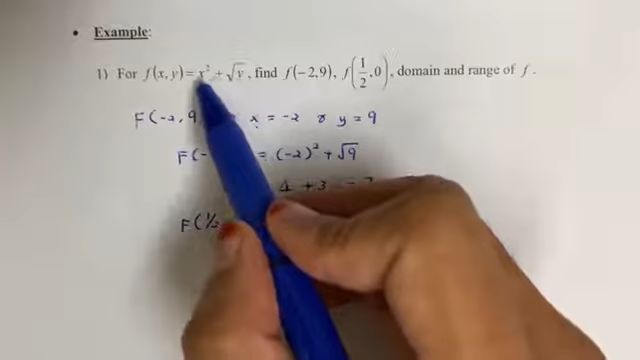 • Example:
1) For f(x, y) = x² + √y, find f(−2,9), f(1/2, 0), domain and range of f.
F(-2, 9 x = -2 & y = 9
F(- = (-2)² + √9
4 + 3
F(1/2